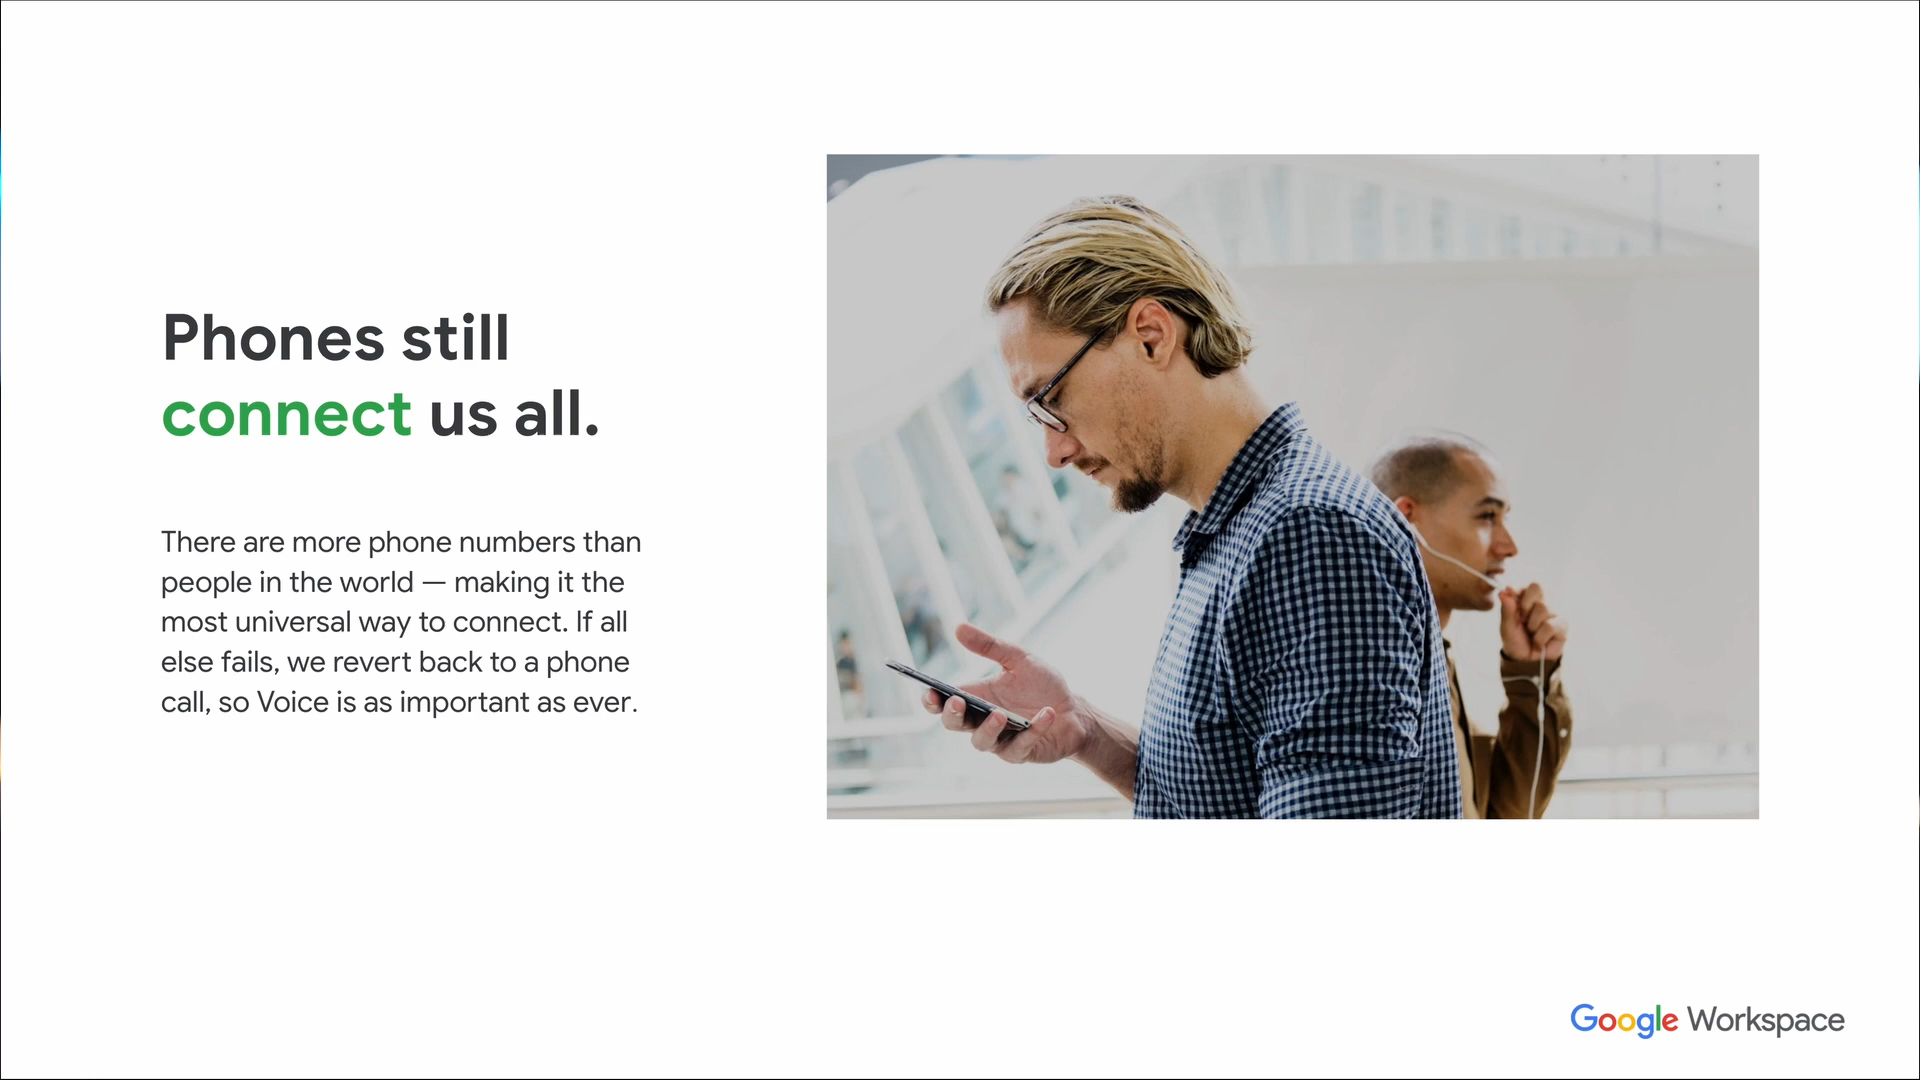 Phones still
connect us all.
There are more phone numbers than
people in the world — making it the
most universal way to connect. If all
else fails, we revert back to a phone
call, so Voice is as important as ever.
Google Workspace